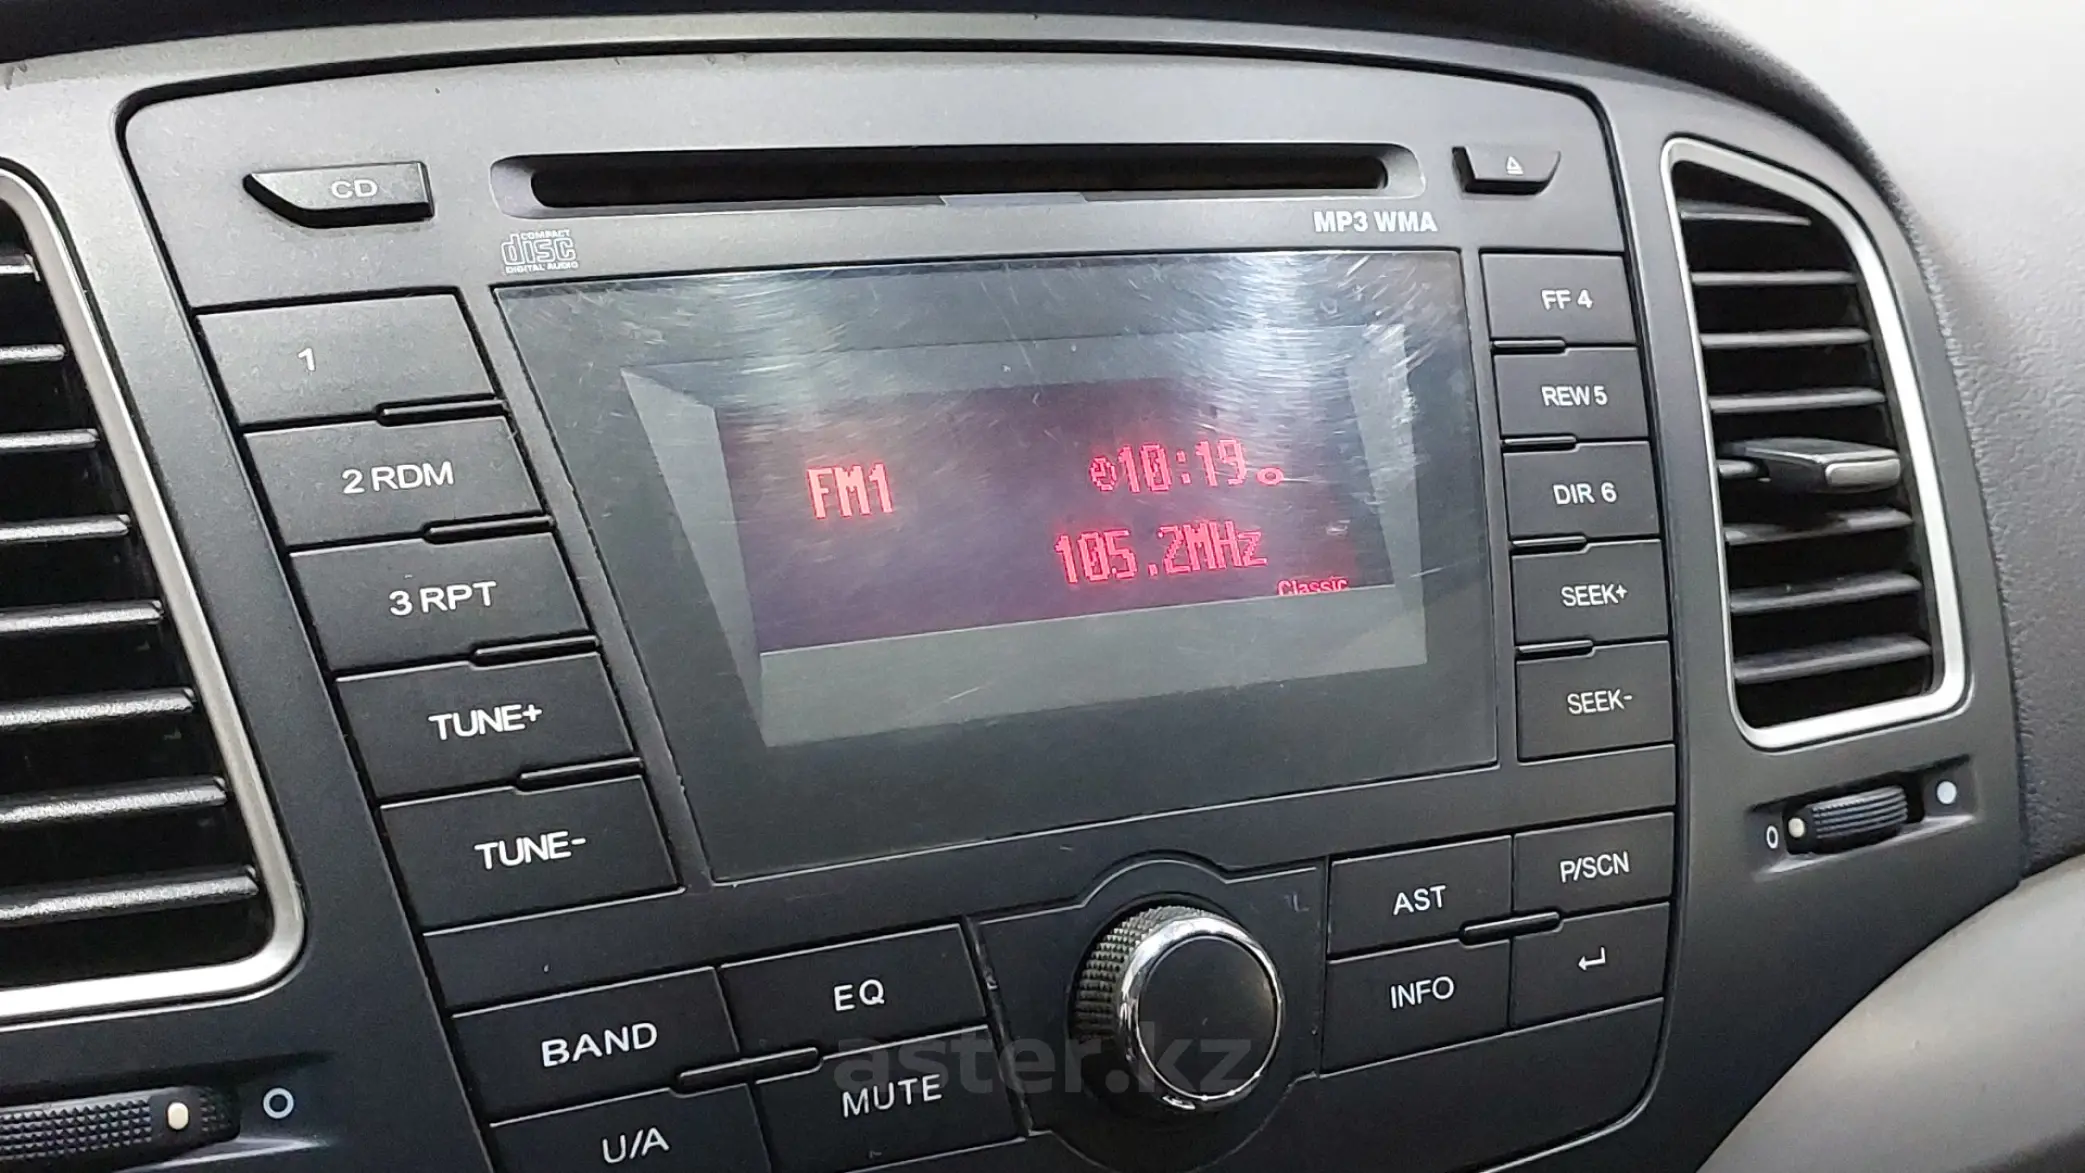 CD
COMPACT
disc
DIGITAL AUDIO
MP3 WMA
1
2 RDM
3 RPT
TUNE+
TUNE-
FM1
10:19
105.2MHz
Classic
FF 4
REW 5
DIR 6
SEEK+
SEEK-
BAND
EQ
U/A
MUTE
AST
P/SCN
INFO
0
aster.kz